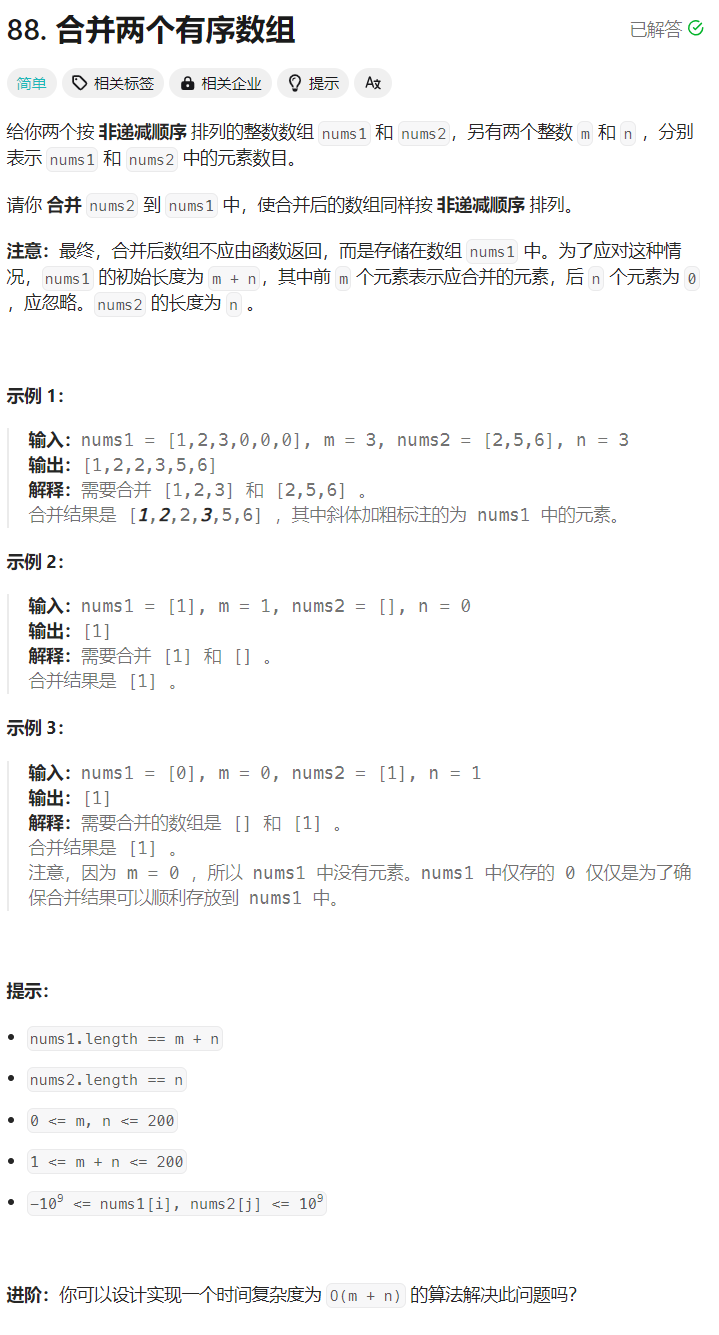 88. 合并两个有序数组
已解答
简单 相关标签 相关企业 提示
给你两个按 非递减顺序 排列的整数数组 nums1 和 nums2，另有两个整数 m 和 n ，分别
表示 nums1 和 nums2 中的元素数目。
请你 合并 nums2 到 nums1 中，使合并后的数组同样按 非递减顺序 排列。
注意：最终，合并后数组不应由函数返回，而是存储在数组 nums1 中。为了应对这种情
况，nums1 的初始长度为 m + n，其中前 m 个元素表示应合并的元素，后 n 个元素为 0
，应忽略。nums2 的长度为 n 。
示例 1：
输入：nums1 = [1,2,3,0,0,0], m = 3, nums2 = [2,5,6], n = 3
输出：[1,2,2,3,5,6]
解释：需要合并 [1,2,3] 和 [2,5,6] 。
合并结果是 [1,2,2,3,5,6] ，其中斜体加粗标注的为 nums1 中的元素。
示例 2：
输入：nums1 = [1], m = 1, nums2 = [], n = 0
输出：[1]
解释：需要合并 [1] 和 [] 。
合并结果是 [1] 。
示例 3：
输入：nums1 = [0], m = 0, nums2 = [1], n = 1
输出：[1]
解释：需要合并的数组是 [] 和 [1] 。
合并结果是 [1] 。
注意，因为 m = 0 ，所以 nums1 中没有元素。nums1 中仅存的 0 仅仅是为了确
保合并结果可以顺利存放到 nums1 中。
提示：
• nums1.length == m + n
• nums2.length == n
• 0 <= m, n <= 200
• 1 <= m + n <= 200
• -10⁹ <= nums1[i], nums2[j] <= 10⁹
进阶：你可以设计实现一个时间复杂度为 O(m + n) 的算法解决此问题吗？